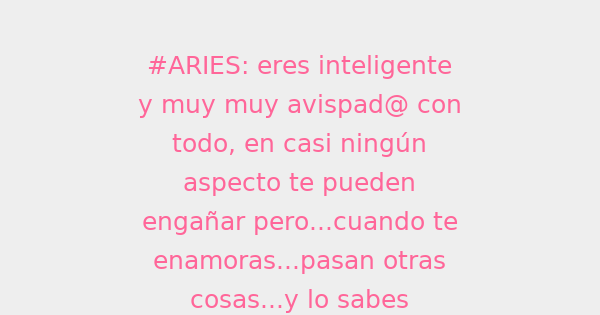 #ARIES: eres inteligente
y muy muy avispad@ con
todo, en casi ningún
aspecto te pueden
engañar pero...cuando te
enamoras...pasan otras
cosas...y lo sabes